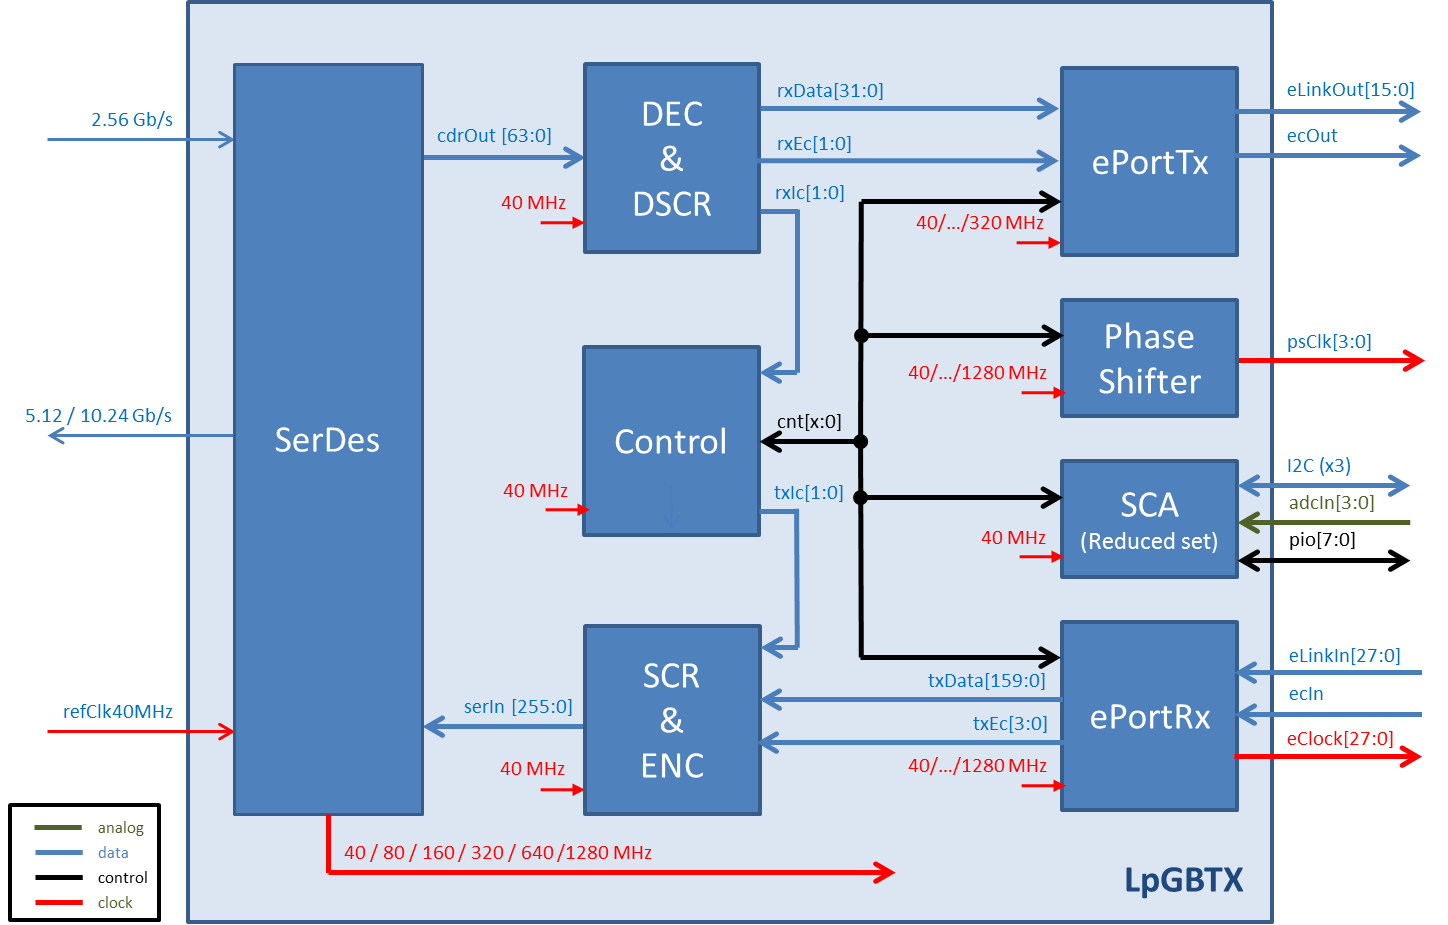 2.56 Gb/s
5.12 / 10.24 Gb/s
refClk40MHz
SerDes
cdrOut [63:0]
40 MHz
DEC
&
DSCR
rxData[31:0]
rxEc[1:0]
rxIc[1:0]
40 MHz
Control
cnt[x:0]
txIc[1:0]
serIn [255:0]
40 MHz
SCR
&
ENC
txData[159:0]
txEc[3:0]
40/.../320 MHz
ePortTx
eLinkOut[15:0]
ecOut
40/.../1280 MHz
Phase
Shifter
psClk[3:0]
40 MHz
SCA
(Reduced set)
I2C (x3)
adcIn[3:0]
pio[7:0]
40/.../1280 MHz
ePortRx
eLinkIn[27:0]
ecIn
eClock[27:0]
40 / 80 / 160 / 320 / 640 /1280 MHz
LpGBTX
analog
data
control
clock